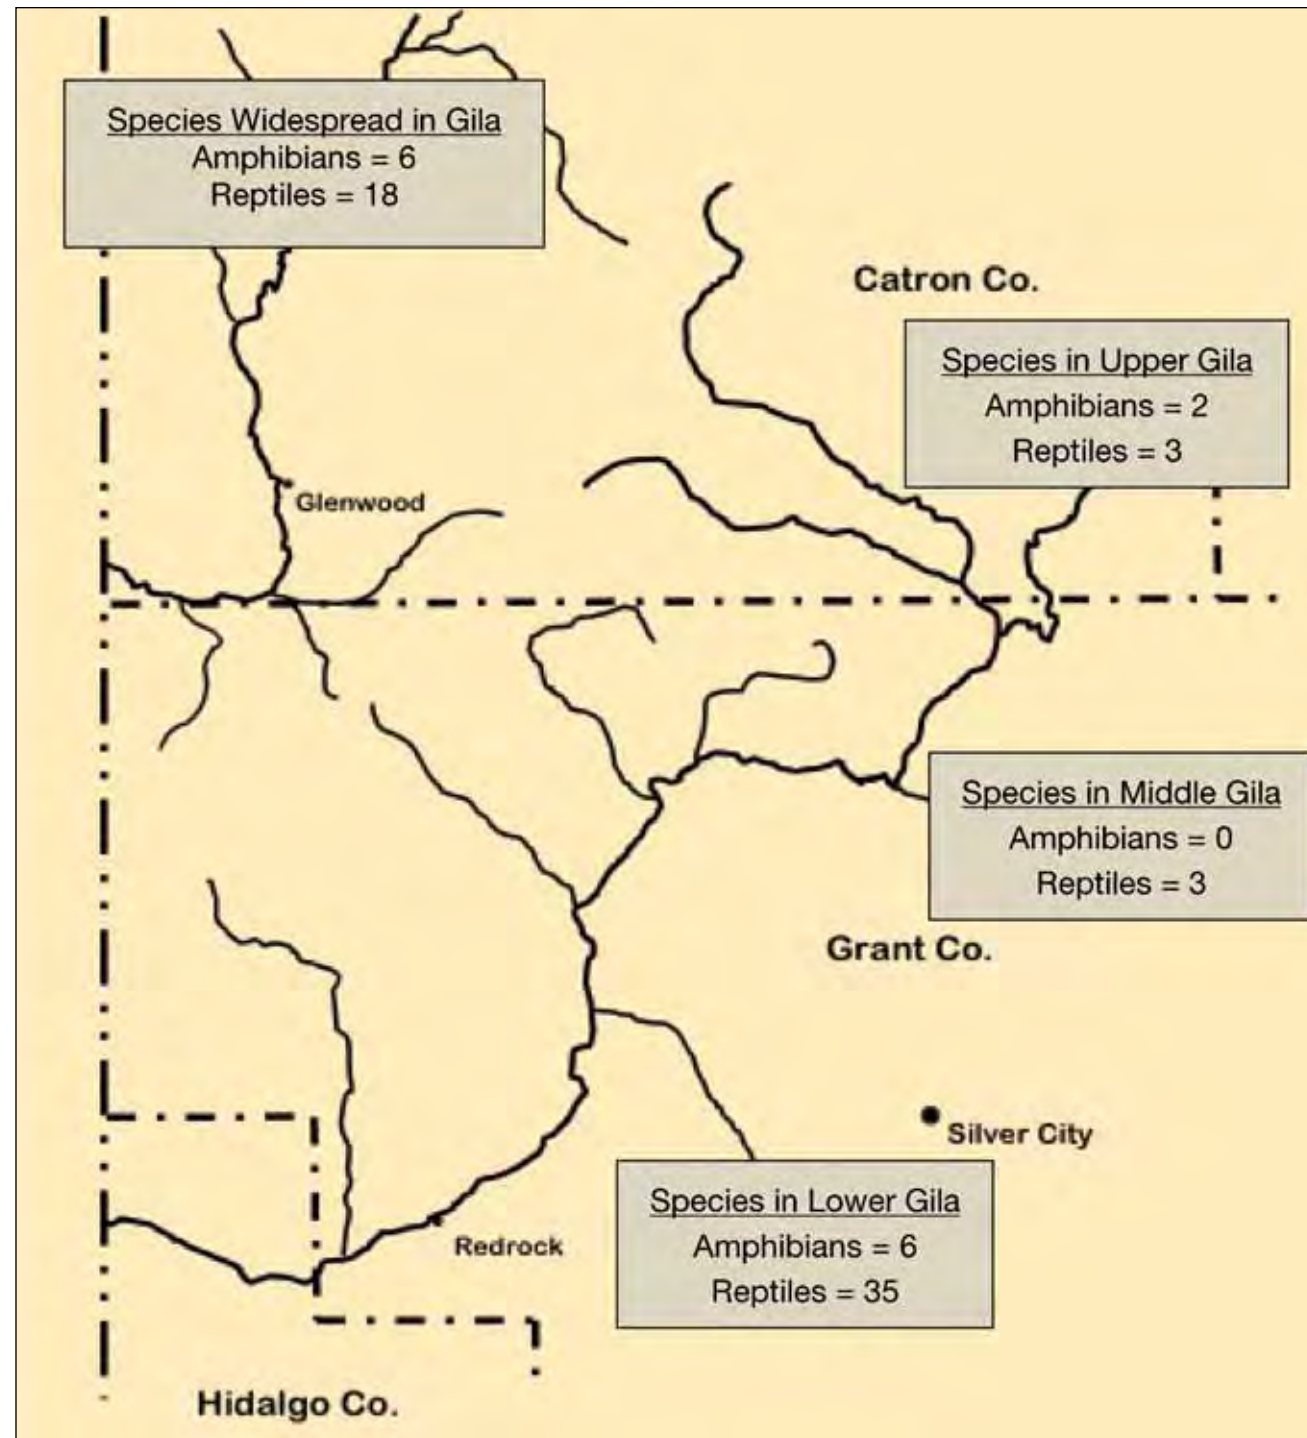 Species Widespread in Gila
Amphibians = 6
Reptiles = 18
Catron Co.
Species in Upper Gila
Amphibians = 2
Reptiles = 3
Glenwood
Species in Middle Gila
Amphibians = 0
Reptiles = 3
Grant Co.
Silver City
Species in Lower Gila
Amphibians = 6
Reptiles = 35
Redrock
Hidalgo Co.